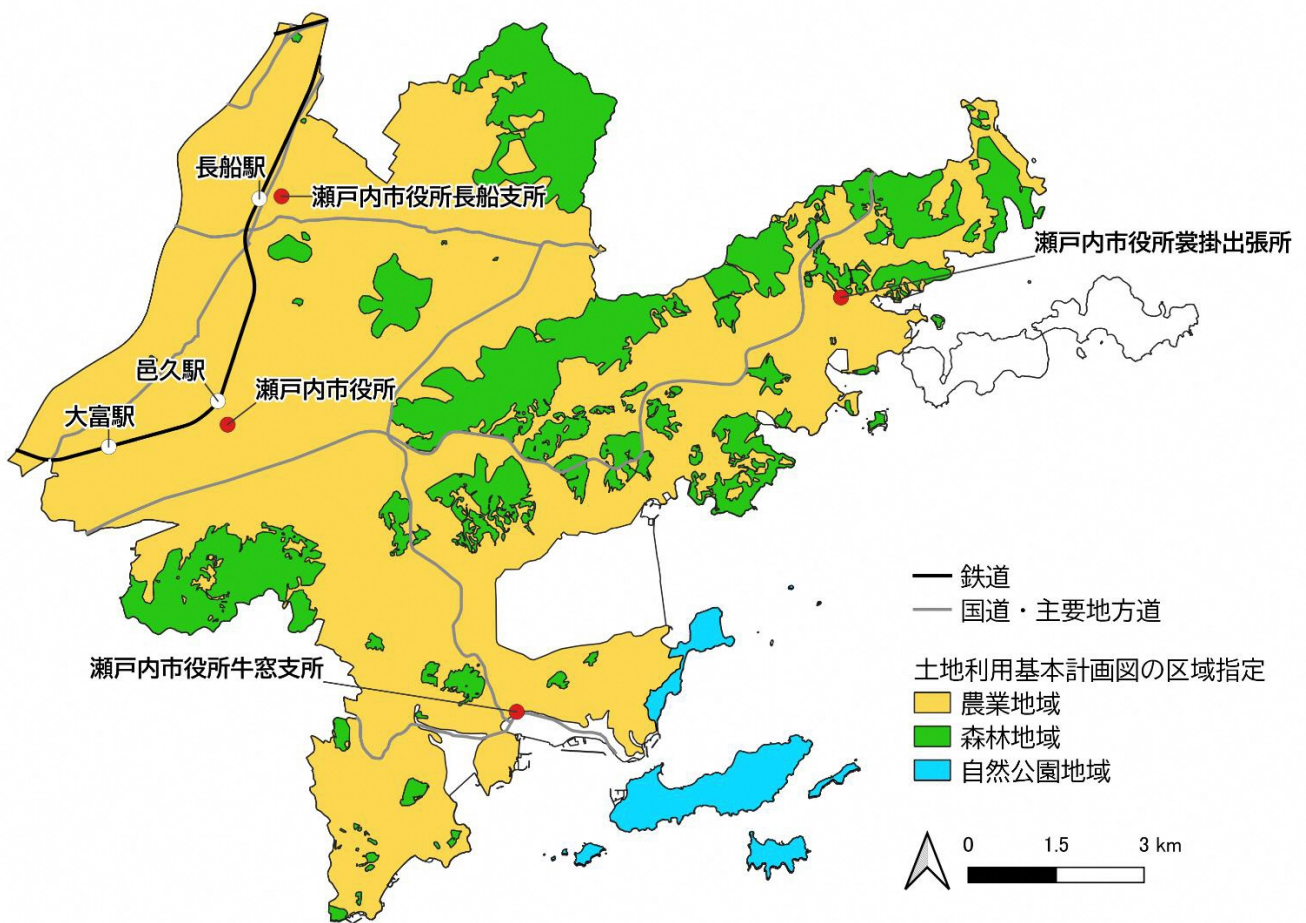 長船駅
瀬戸内市役所長船支所
瀬戸内市役所裳掛出張所
邑久駅
瀬戸内市役所
大富駅
瀬戸内市役所牛窓支所
鉄道
国道・主要地方道
土地利用基本計画図の区域指定
農業地域
森林地域
自然公園地域
0 1.5 3 km